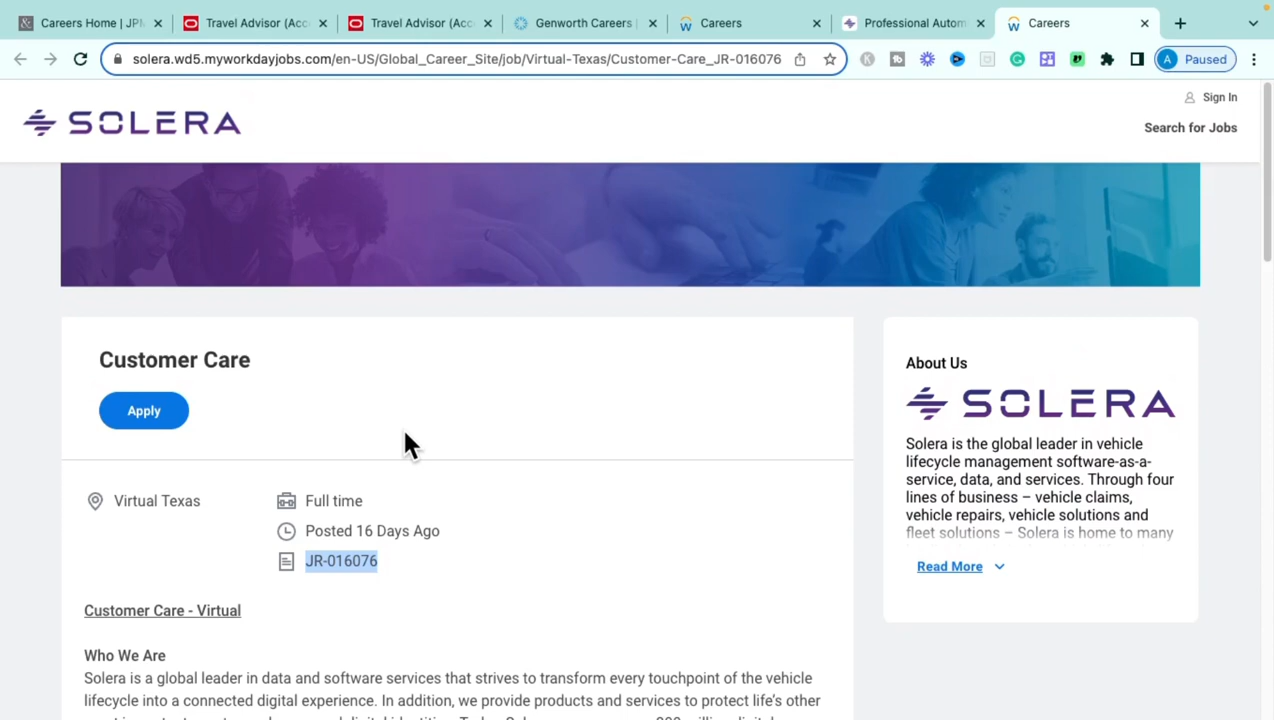 Careers Home | JPM
Travel Advisor (Acc
Travel Advisor (Acc
Genworth Careers |
Careers
Professional Autom
Careers
solera.wd5.myworkdayjobs.com/en-US/Global_Career_Site/job/Virtual-Texas/Customer-Care_JR-016076
A Paused
SOLERA
Sign In
Search for Jobs
Customer Care
Apply
Virtual Texas
Full time
Posted 16 Days Ago
JR-016076
Customer Care - Virtual
Who We Are
Solera is a global leader in data and software services that strives to transform every touchpoint of the vehicle
lifecycle into a connected digital experience. In addition, we provide products and services to protect life's other
About Us
SOLERA
Solera is the global leader in vehicle
lifecycle management software-as-a-
service, data, and services. Through four
lines of business – vehicle claims,
vehicle repairs, vehicle solutions and
fleet solutions – Solera is home to many
Read More